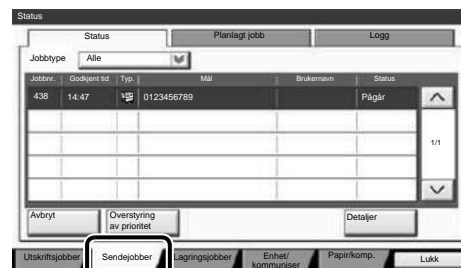 Status
Status Planlagt jobb Logg
Jobbtype Alle
Jobbnr. Godkjent tid Typ. Mål Brukernavn Status
438 14:47 0123456789 Pågår
1/1
Avbryt Overstyring av prioritet Detaljer
Utskriftsjobber Sendejobber Lagringsjobber Enhet/ kommuniser Papir/komp. Lukk